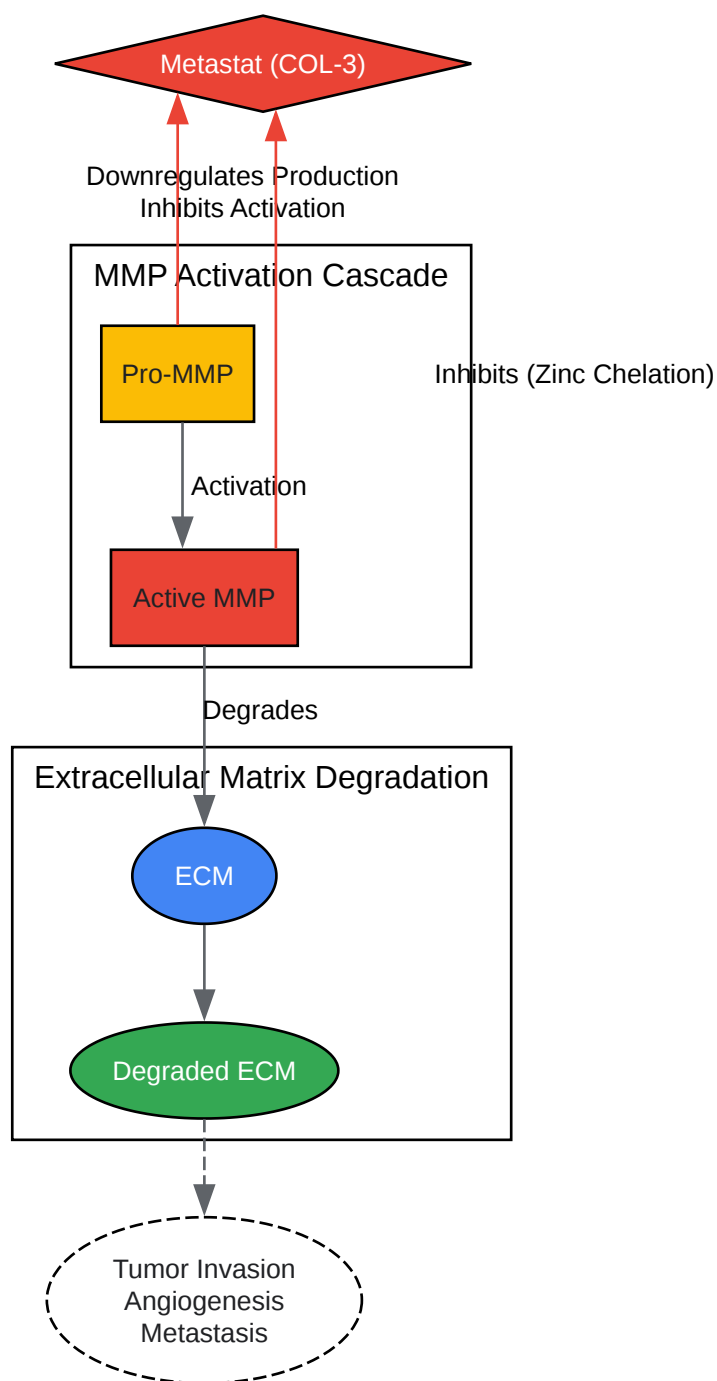 Metastat (COL-3)
Downregulates Production
Inhibits Activation
MMP Activation Cascade
Pro-MMP
Inhibits (Zinc Chelation)
Activation
Active MMP
Degrades
Extracellular Matrix Degradation
ECM
Degraded ECM
Tumor Invasion
Angiogenesis
Metastasis